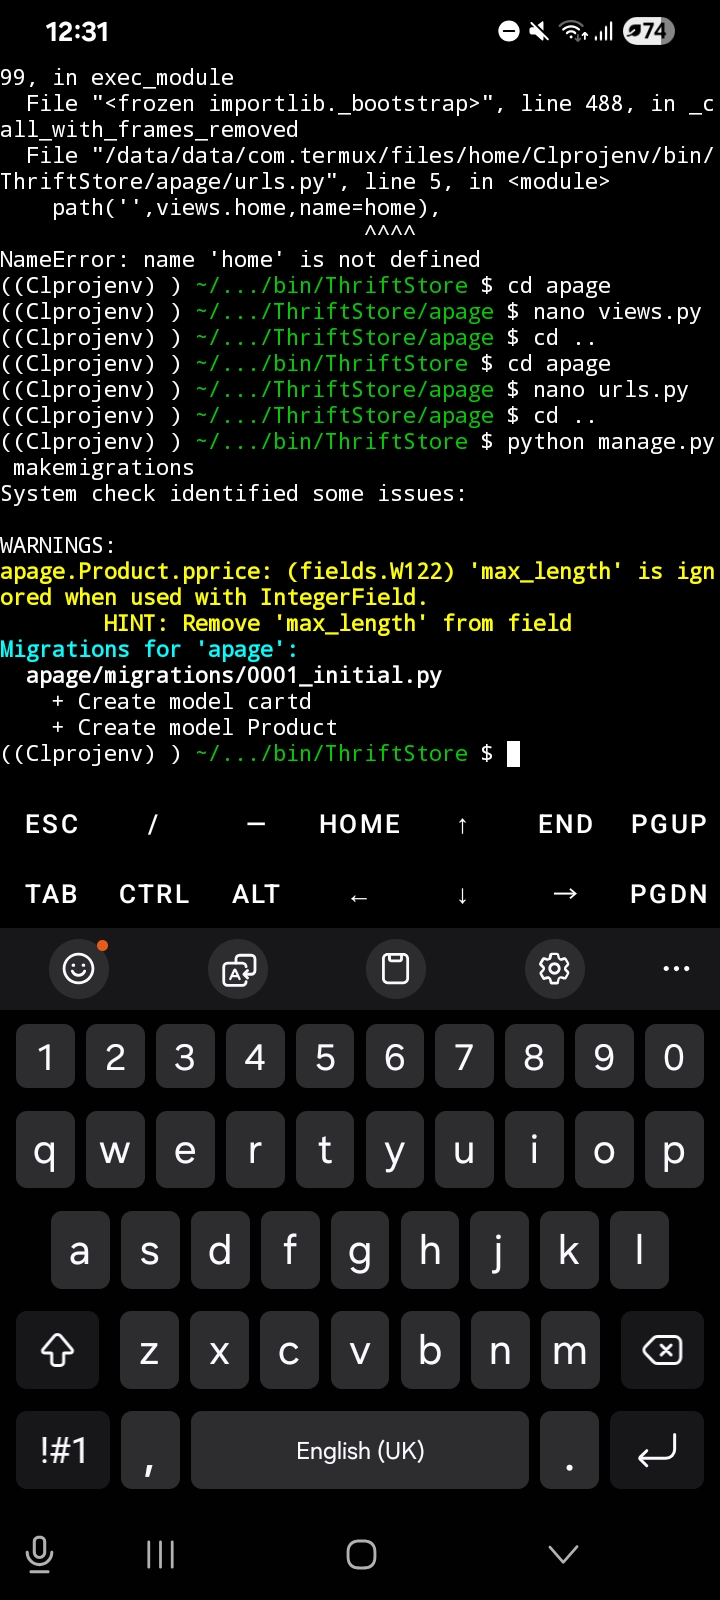 12:31
74
99, in exec_module
  File "<frozen importlib._bootstrap>", line 488, in _c
all_with_frames_removed
  File "/data/data/com.termux/files/home/Clprojenv/bin/
ThriftStore/apage/urls.py", line 5, in <module>
    path('',views.home,name=home),
                            ^^^^
NameError: name 'home' is not defined
((Clprojenv) ) ~/.../bin/ThriftStore $ cd apage
((Clprojenv) ) ~/.../ThriftStore/apage $ nano views.py
((Clprojenv) ) ~/.../ThriftStore/apage $ cd ..
((Clprojenv) ) ~/.../bin/ThriftStore $ cd apage
((Clprojenv) ) ~/.../ThriftStore/apage $ nano urls.py
((Clprojenv) ) ~/.../ThriftStore/apage $ cd ..
((Clprojenv) ) ~/.../bin/ThriftStore $ python manage.py
 makemigrations
System check identified some issues:

WARNINGS:
apage.Product.pprice: (fields.W122) 'max_length' is ign
ored when used with IntegerField.
        HINT: Remove 'max_length' from field
Migrations for 'apage':
  apage/migrations/0001_initial.py
    + Create model cartd
    + Create model Product
((Clprojenv) ) ~/.../bin/ThriftStore $
ESC / — HOME ↑ END PGUP
TAB CTRL ALT ← ↓ → PGDN
1 2 3 4 5 6 7 8 9 0
q w e r t y u i o p
a s d f g h j k l
z x c v b n m
!#1 , English (UK) .